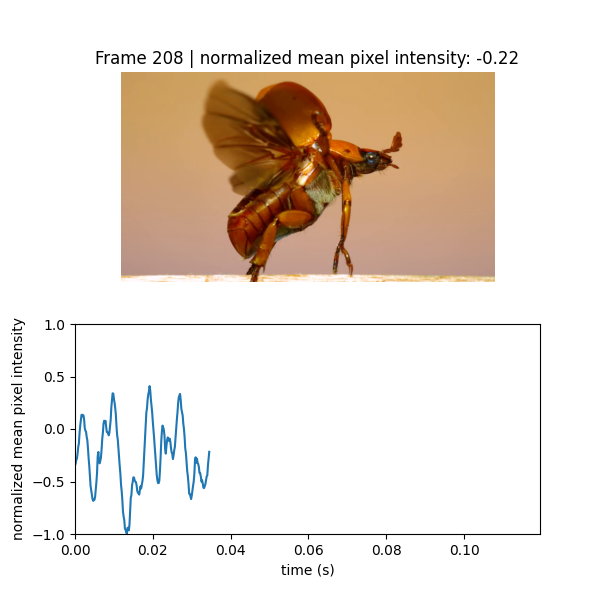 Frame 208 | normalized mean pixel intensity: -0.22
1.0
0.5
0.0
−0.5
−1.0
normalized mean pixel intensity
0.00 0.02 0.04 0.06 0.08 0.10
time (s)